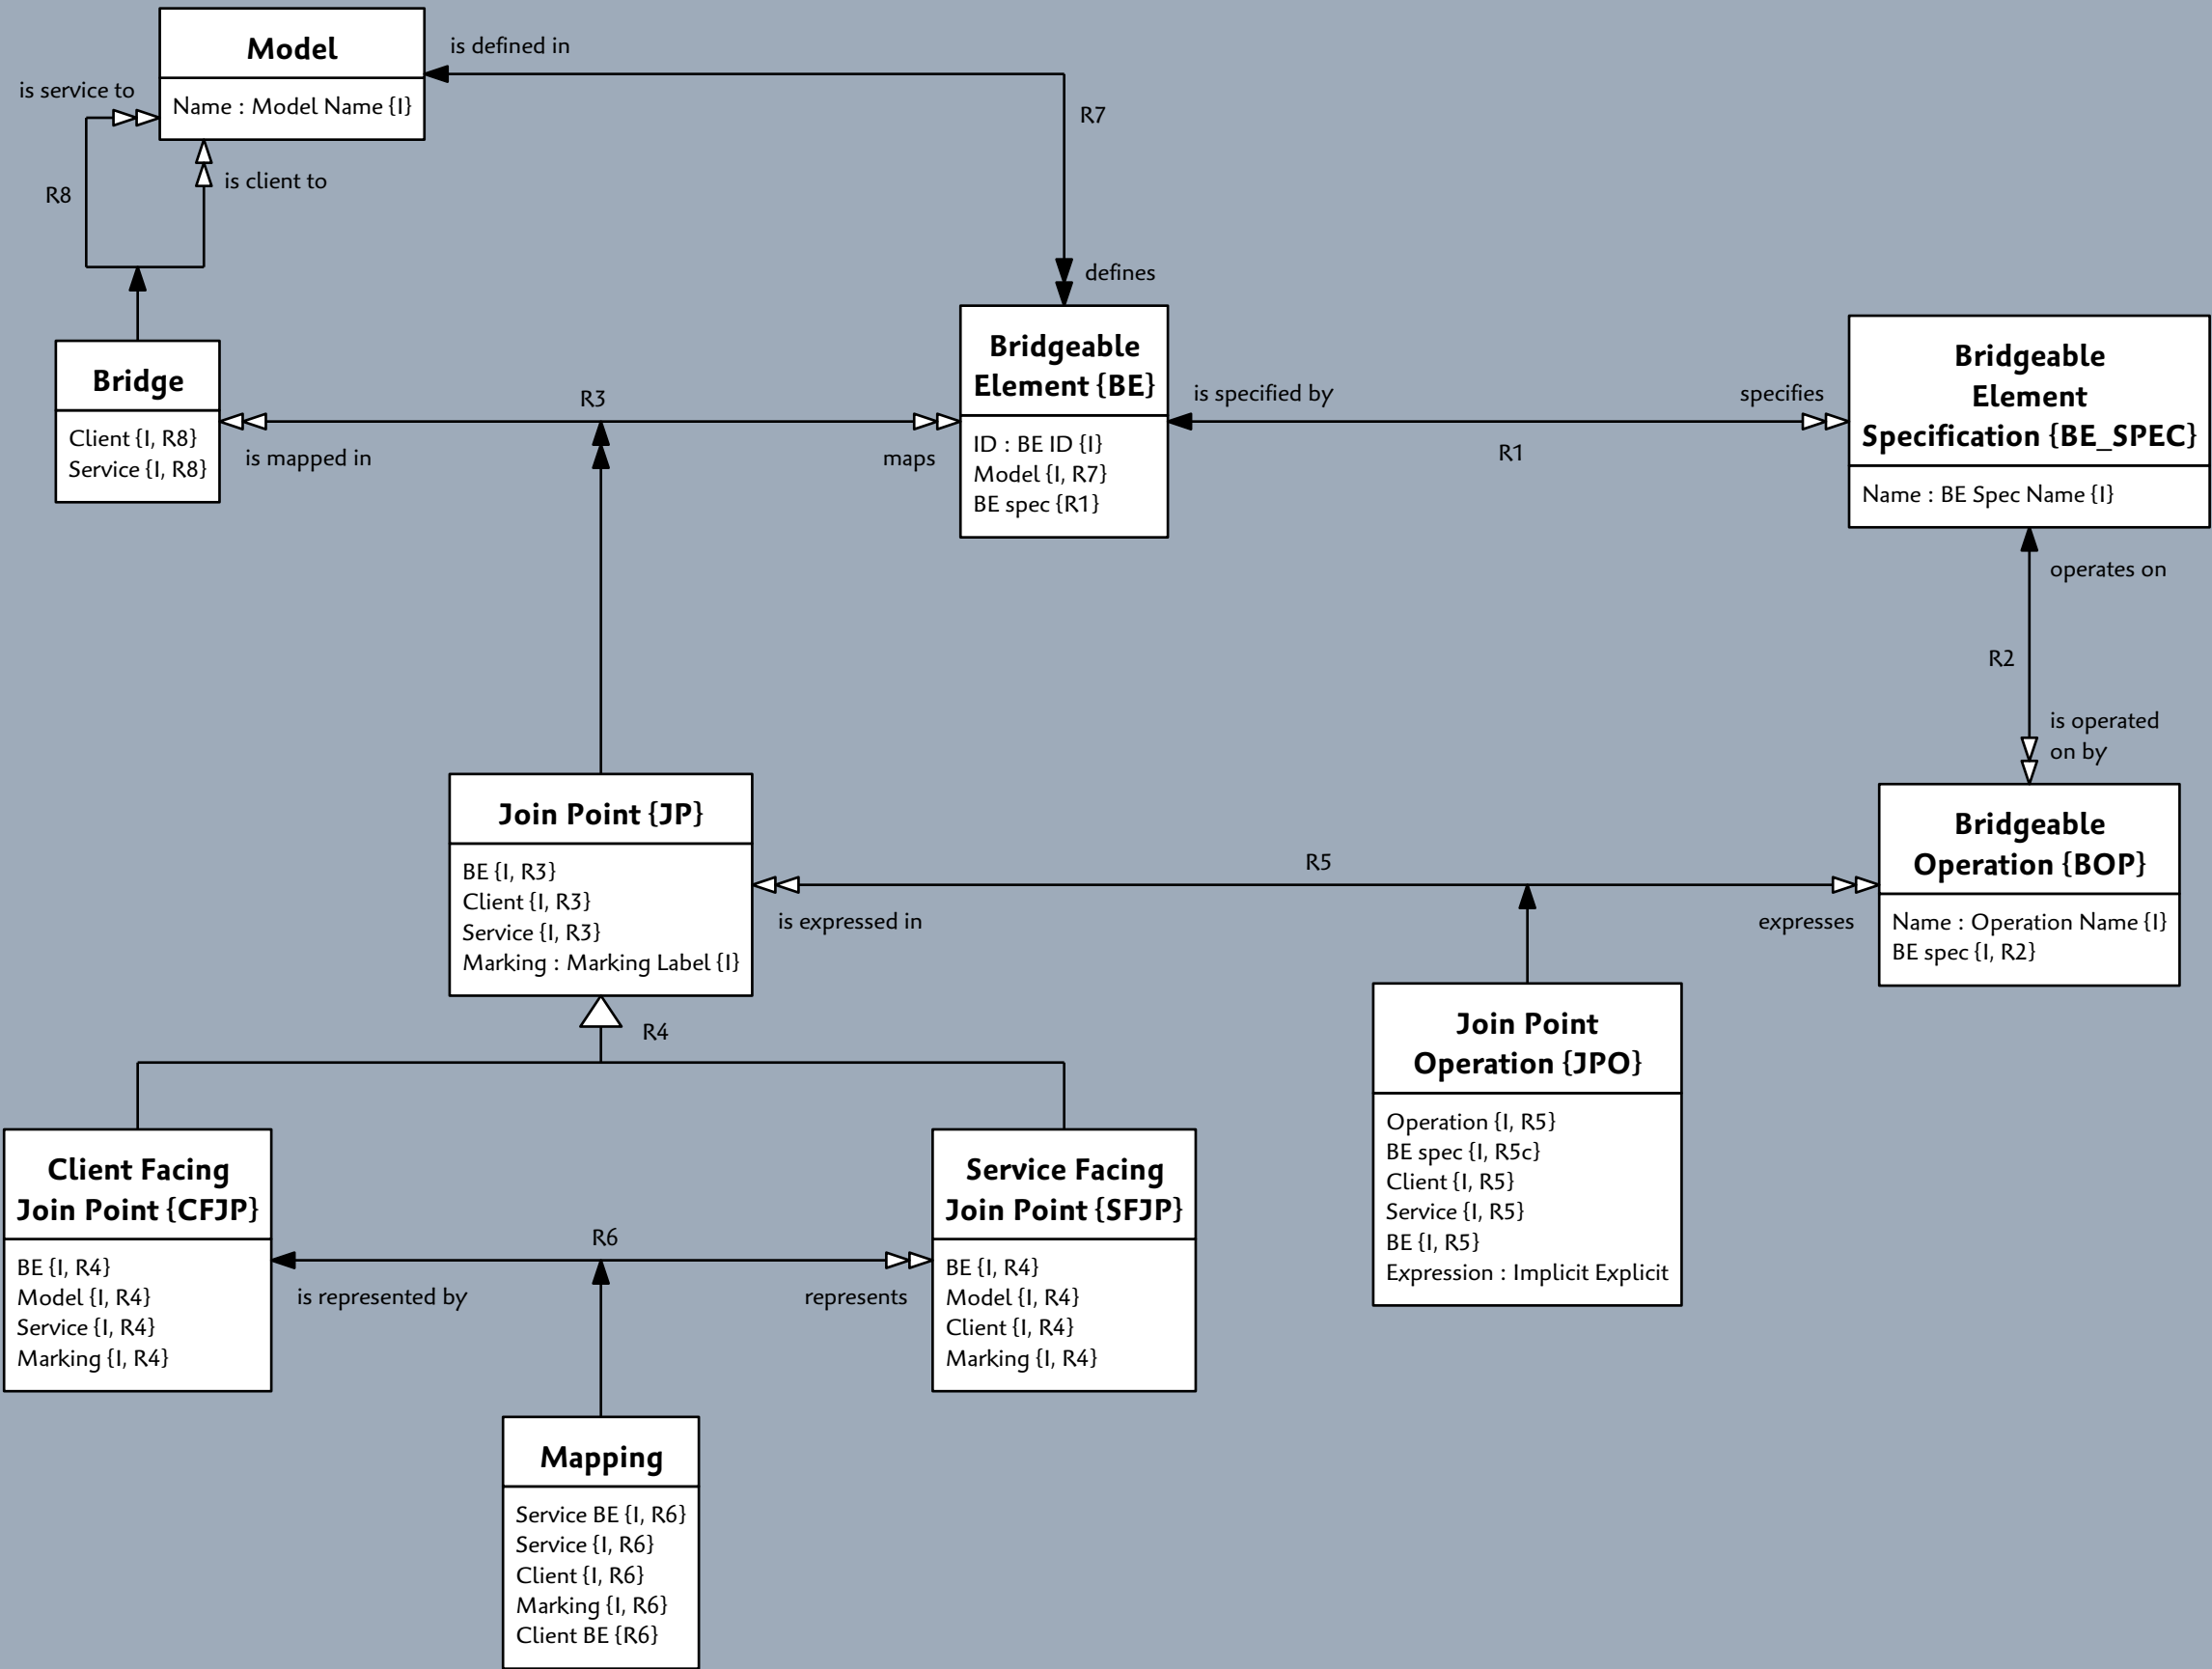 Model
Name : Model Name {I}
is defined in
is service to
is client to
R8
R7
defines
Bridge
Client {I, R8}
Service {I, R8}
R3
is mapped in
maps
Bridgeable
Element {BE}
ID : BE ID {I}
Model {I, R7}
BE spec {R1}
is specified by
specifies
R1
Bridgeable
Element
Specification {BE_SPEC}
Name : BE Spec Name {I}
operates on
R2
is operated
on by
Join Point {JP}
BE {I, R3}
Client {I, R3}
Service {I, R3}
Marking : Marking Label {I}
R5
is expressed in
expresses
Bridgeable
Operation {BOP}
Name : Operation Name {I}
BE spec {I, R2}
R4
Join Point
Operation {JPO}
Operation {I, R5}
BE spec {I, R5c}
Client {I, R5}
Service {I, R5}
BE {I, R5}
Expression : Implicit Explicit
Client Facing
Join Point {CFJP}
BE {I, R4}
Model {I, R4}
Service {I, R4}
Marking {I, R4}
R6
is represented by
represents
Service Facing
Join Point {SFJP}
BE {I, R4}
Model {I, R4}
Client {I, R4}
Marking {I, R4}
Mapping
Service BE {I, R6}
Service {I, R6}
Client {I, R6}
Marking {I, R6}
Client BE {R6}